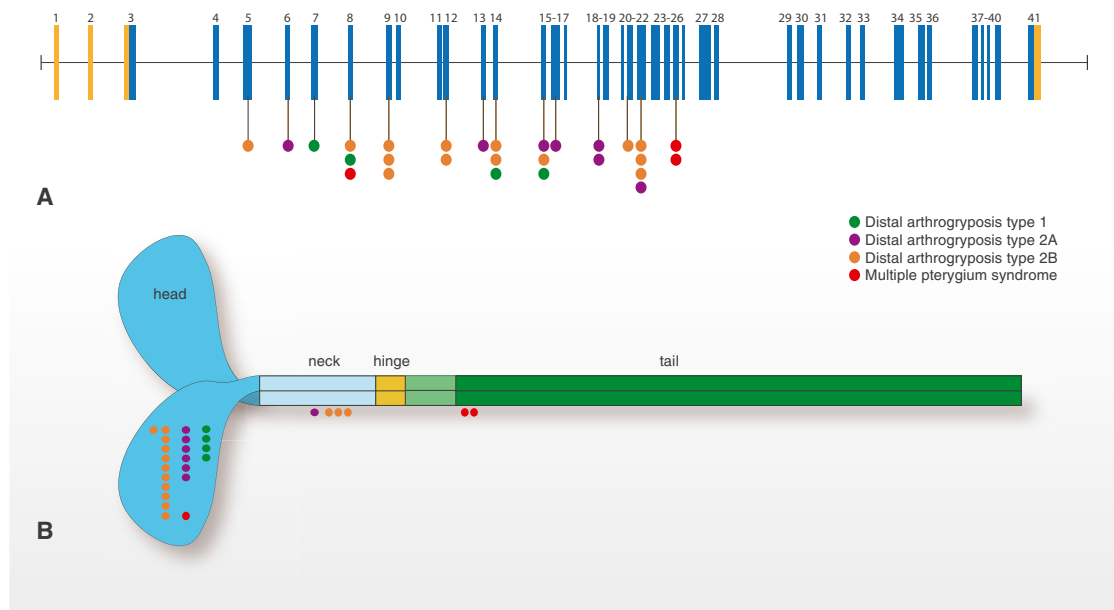 1 2 3 4 5 6 7 8 9 10 11 12 13 14 15-17 18-19 20-22 23-26 27 28 29 30 31 32 33 34 35 36 37-40 41
A
Distal arthrogryposis type 1
Distal arthrogryposis type 2A
Distal arthrogryposis type 2B
Multiple pterygium syndrome
head
neck hinge tail
B